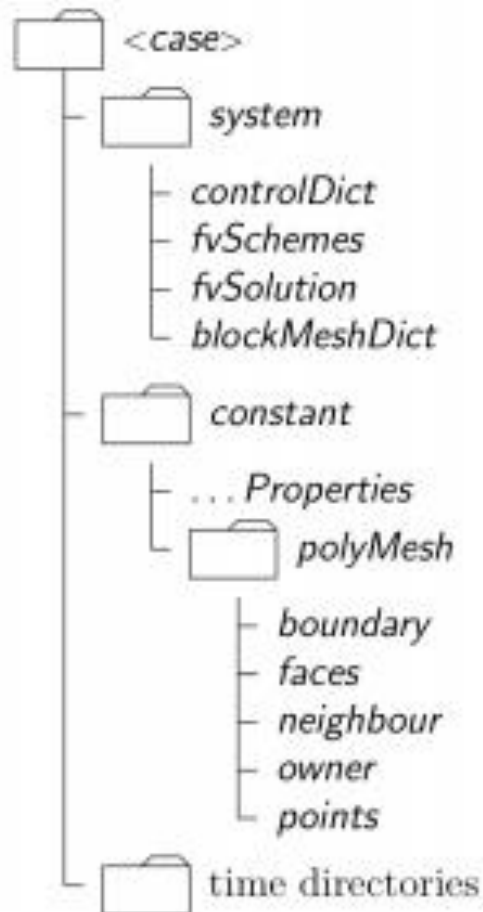 <case>
system
controlDict
fvSchemes
fvSolution
blockMeshDict
constant
...Properties
polyMesh
boundary
faces
neighbour
owner
points
time directories